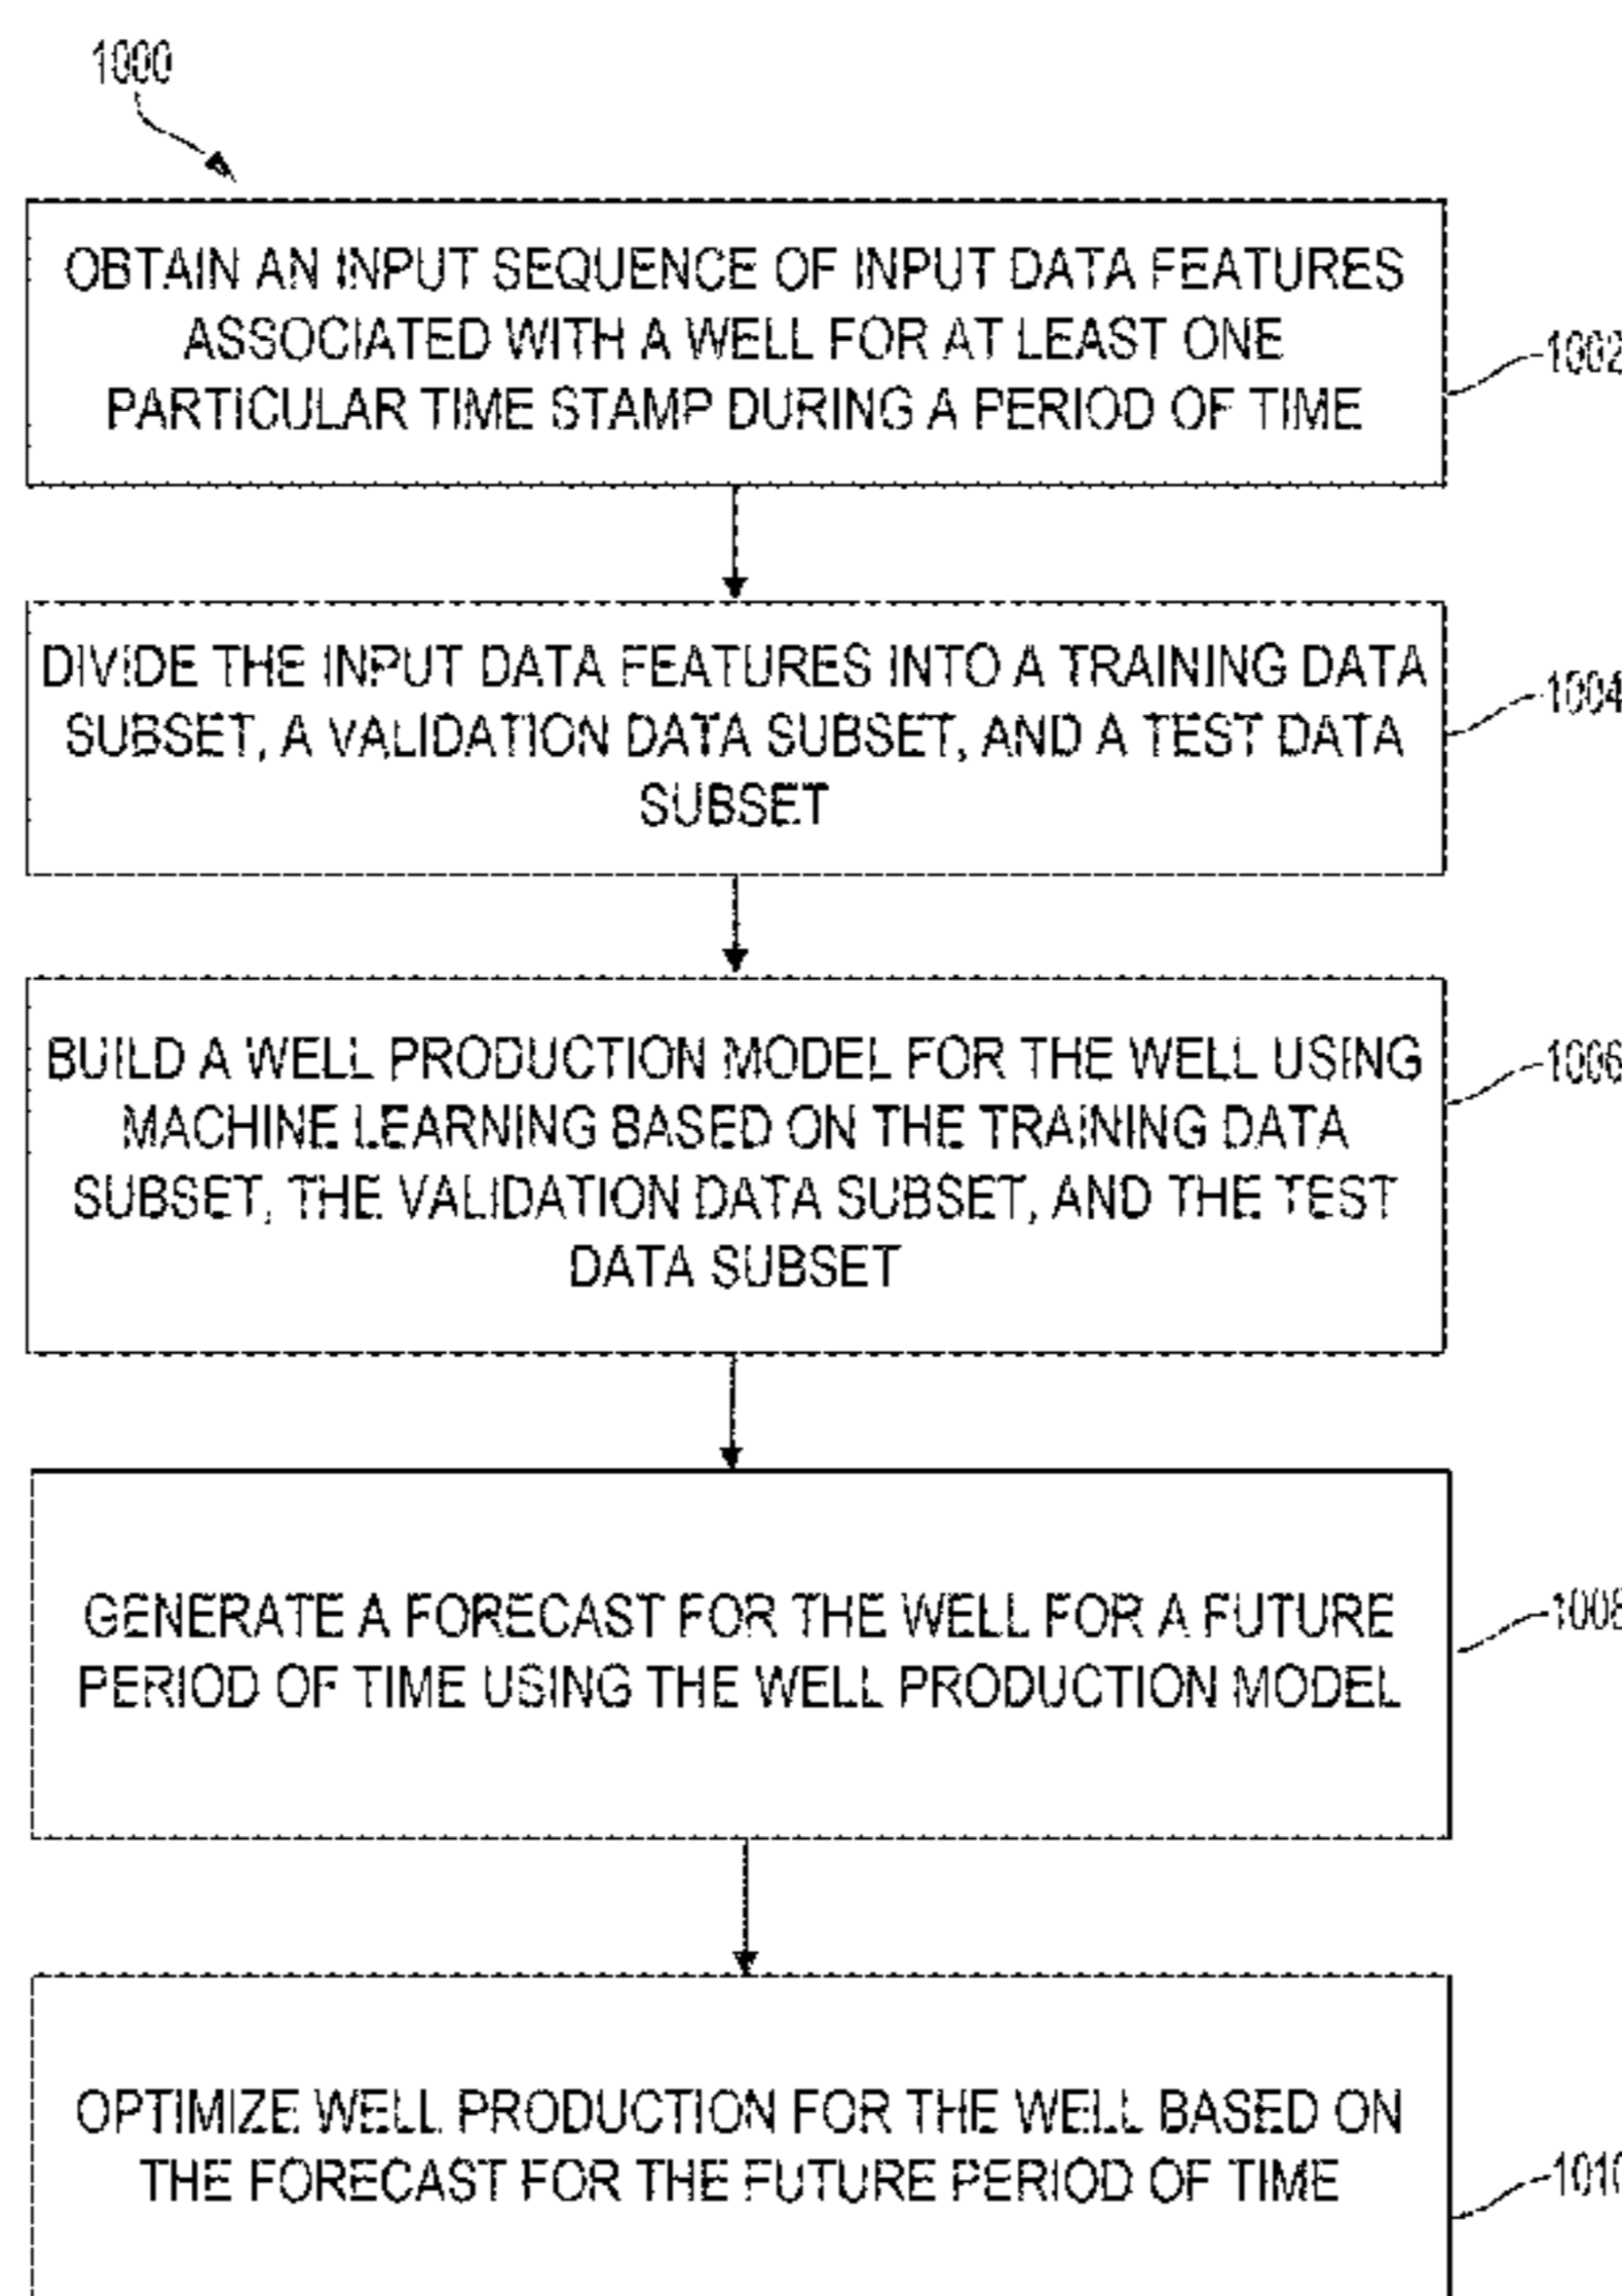 1000
OBTAIN AN INPUT SEQUENCE OF INPUT DATA FEATURES
ASSOCIATED WITH A WELL FOR AT LEAST ONE
PARTICULAR TIME STAMP DURING A PERIOD OF TIME
1002
DIVIDE THE INPUT DATA FEATURES INTO A TRAINING DATA
SUBSET, A VALIDATION DATA SUBSET, AND A TEST DATA
SUBSET
1004
BUILD A WELL PRODUCTION MODEL FOR THE WELL USING
MACHINE LEARNING BASED ON THE TRAINING DATA
SUBSET, THE VALIDATION DATA SUBSET, AND THE TEST
DATA SUBSET
1006
GENERATE A FORECAST FOR THE WELL FOR A FUTURE
PERIOD OF TIME USING THE WELL PRODUCTION MODEL
1008
OPTIMIZE WELL PRODUCTION FOR THE WELL BASED ON
THE FORECAST FOR THE FUTURE PERIOD OF TIME
1010